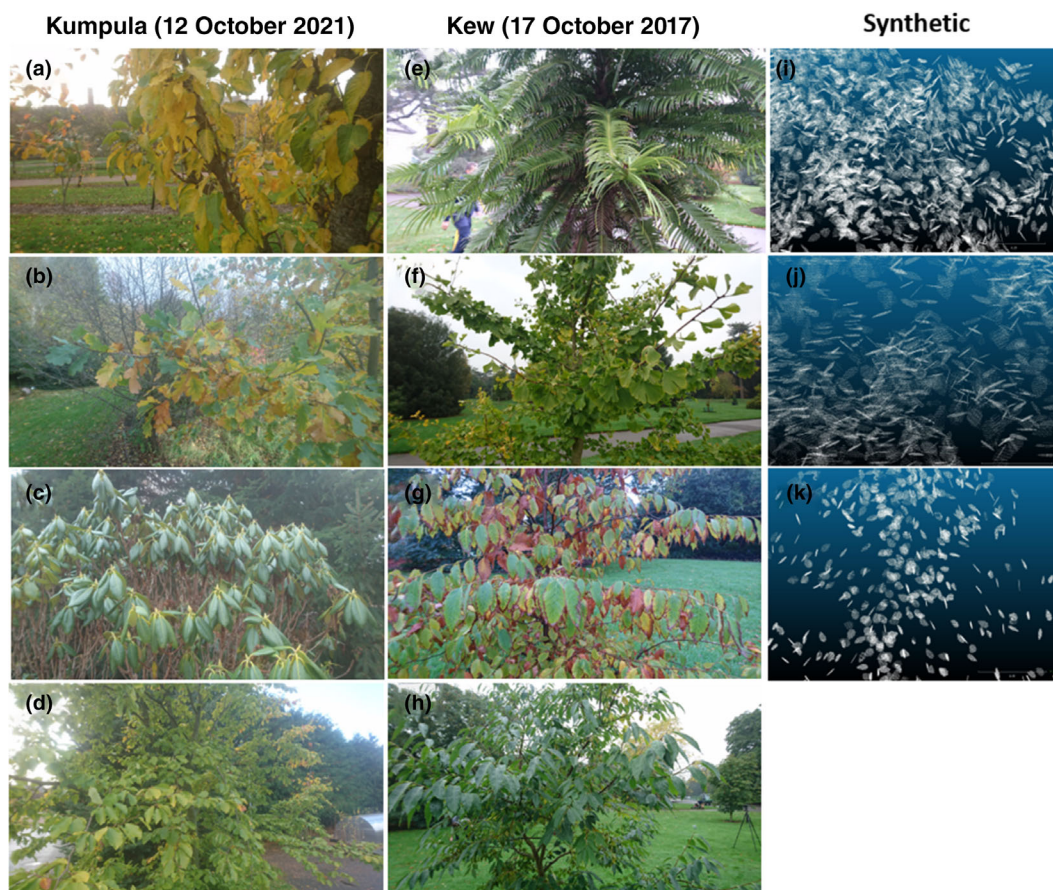 Kumpula (12 October 2021)
Kew (17 October 2017)
Synthetic
(a)
(e)
(i)
(b)
(f)
(j)
(c)
(g)
(k)
(d)
(h)